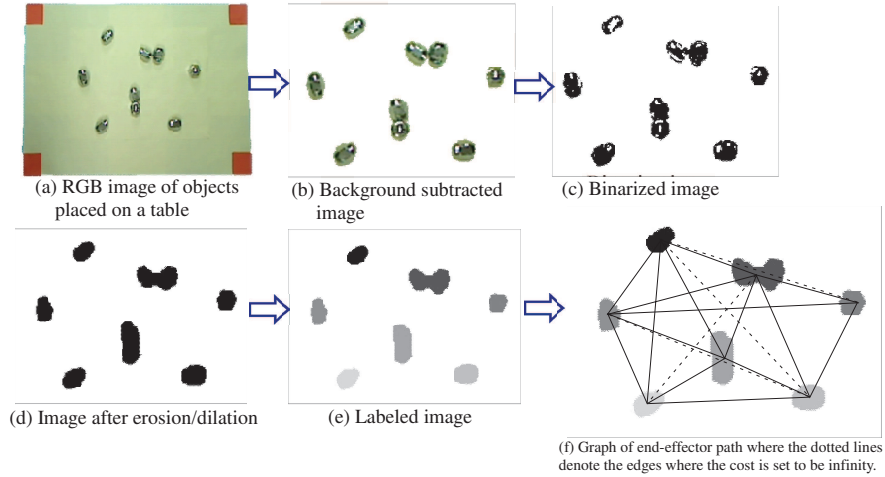 (a) RGB image of objects
placed on a table
(b) Background subtracted
image
(c) Binarized image
(d) Image after erosion/dilation
(e) Labeled image
(f) Graph of end-effector path where the dotted lines
denote the edges where the cost is set to be infinity.